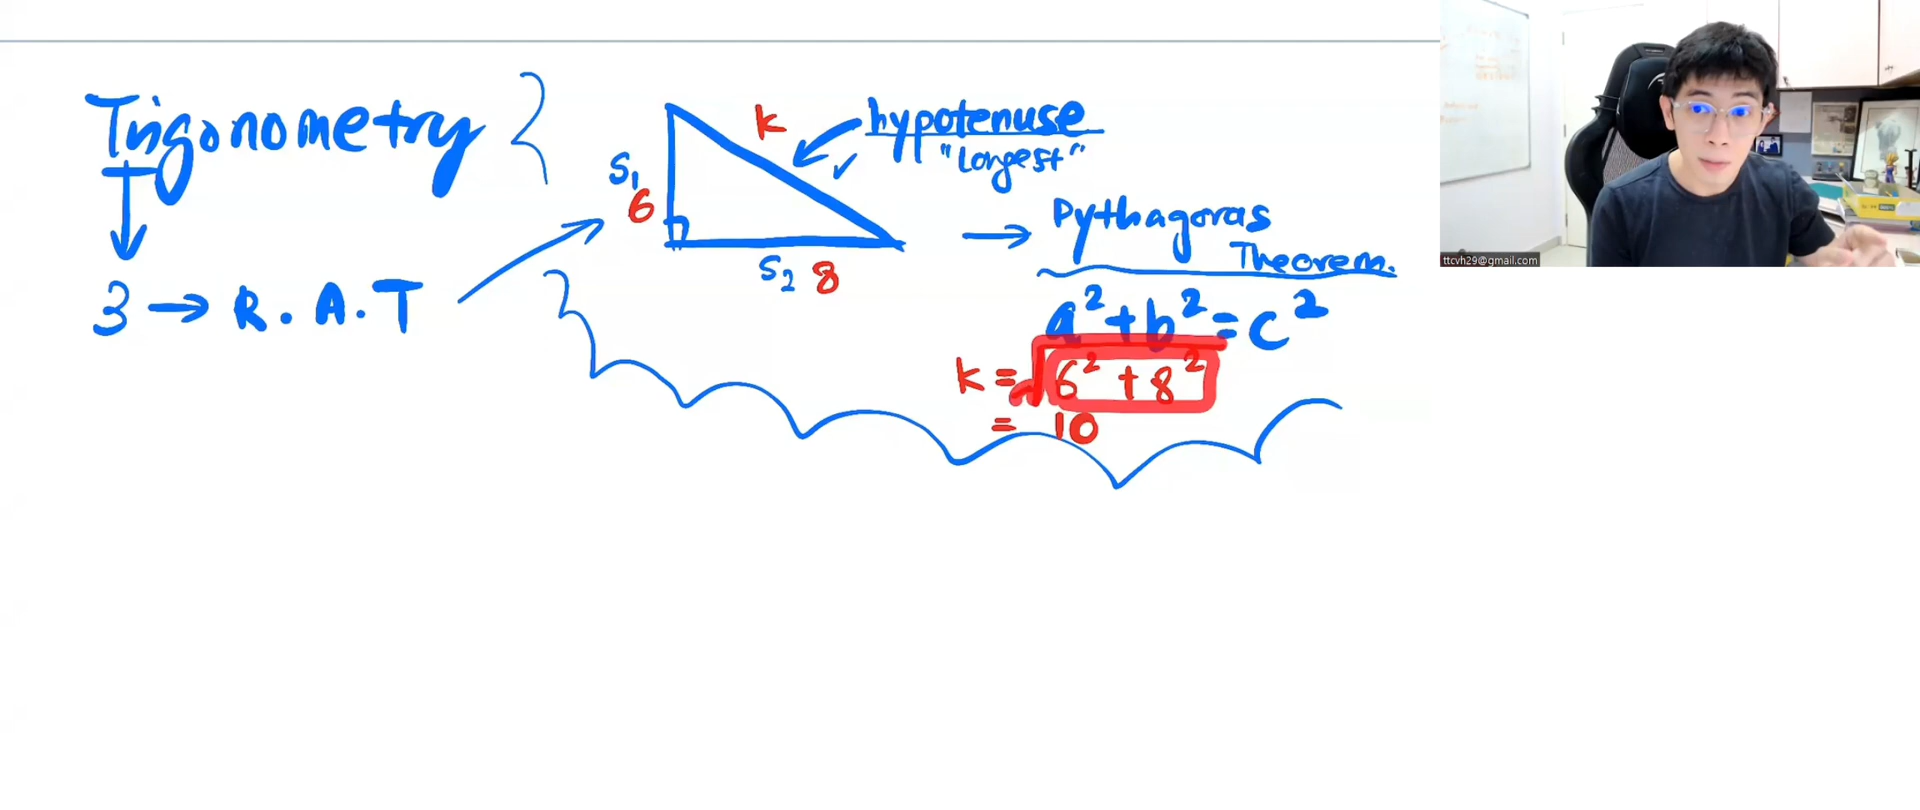 Trigonometry
3 → R.A.T
k
hypotenuse
"Longest"
S₁
6
S₂ 8
→ Pythagoras
Theorem.
a² + b² = c²
k = √6² + 8²
= 10
ttcvh29@gmail.com